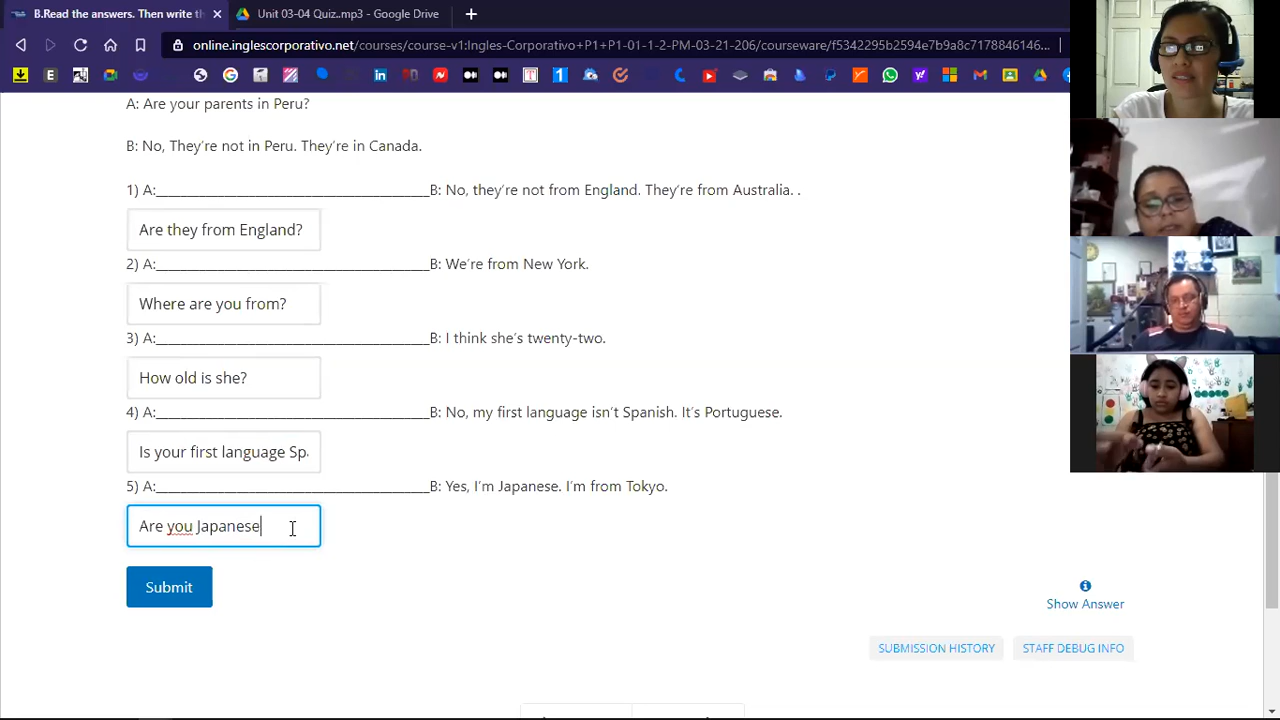 B.Read the answers. Then write th
Unit 03-04 Quiz..mp3 - Google Drive
online.inglescorporativo.net/courses/course-v1:Ingles-Corporativo+P1+P1-01-1-2-PM-03-21-206/courseware/f5342295b2594e7b9a8c7178846146...
A: Are your parents in Peru?
B: No, They're not in Peru. They're in Canada.
1) A:__________________________________B: No, they're not from England. They're from Australia. .
Are they from England?
2) A:__________________________________B: We're from New York.
Where are you from?
3) A:__________________________________B: I think she's twenty-two.
How old is she?
4) A:__________________________________B: No, my first language isn't Spanish. It's Portuguese.
Is your first language Sp
5) A:__________________________________B: Yes, I'm Japanese. I'm from Tokyo.
Are you Japanese
Submit
Show Answer
SUBMISSION HISTORY
STAFF DEBUG INFO